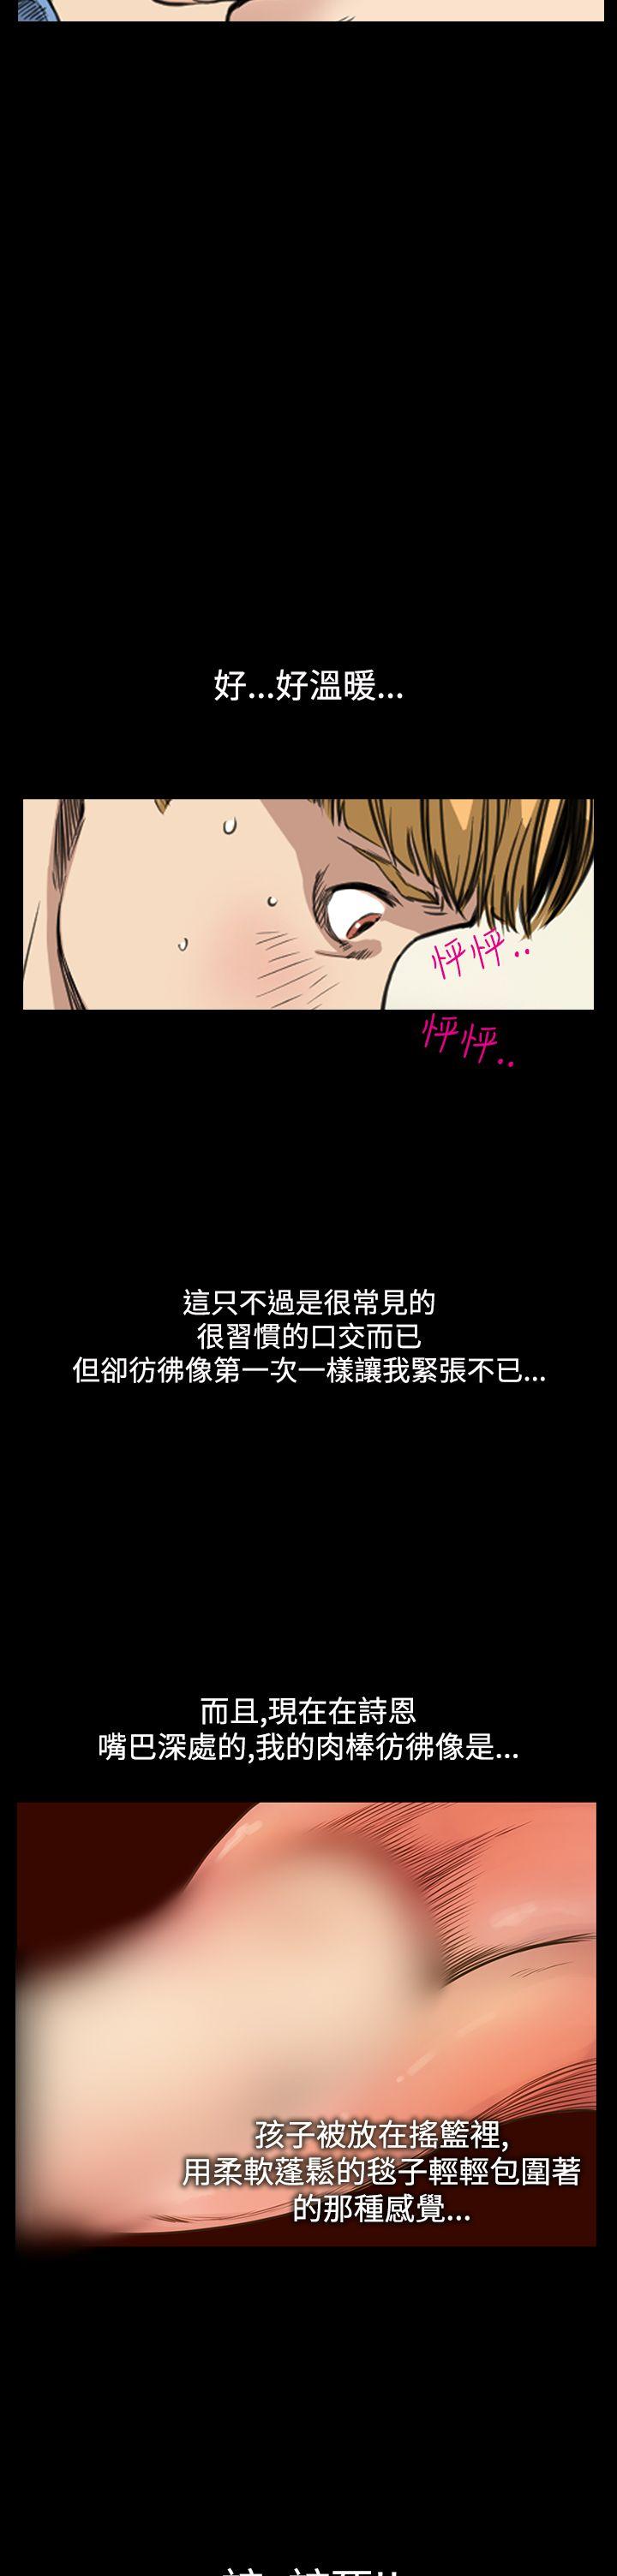 好...好溫暖...
怦怦..
怦怦..
這只不過是很常見的
很習慣的口交而已
但卻彷彿像第一次一樣讓我緊張不已...
而且,現在在詩恩
嘴巴深處的,我的肉棒彷彿像是...
孩子被放在搖籃裡,
用柔軟蓬鬆的毯子輕輕包圍著
的那種感覺...